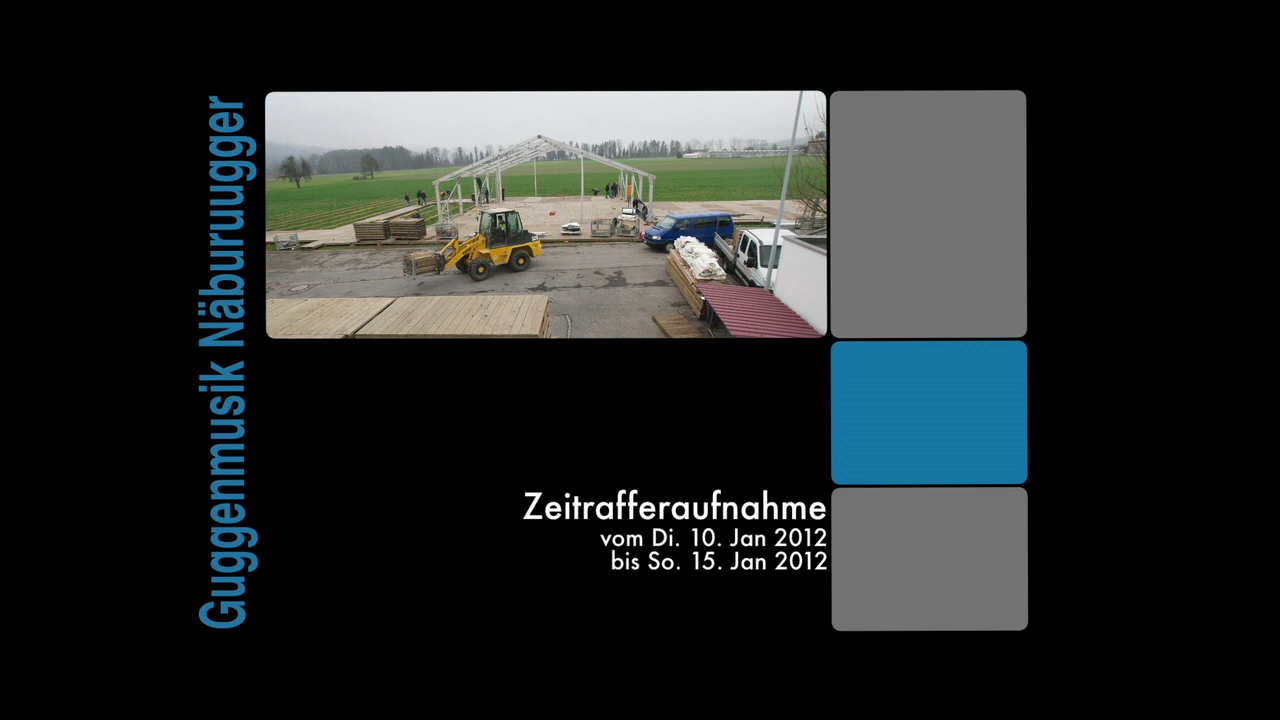 Guggenmusik Näburuugger
Zeitrafferaufnahme
vom Di. 10. Jan 2012
bis So. 15. Jan 2012